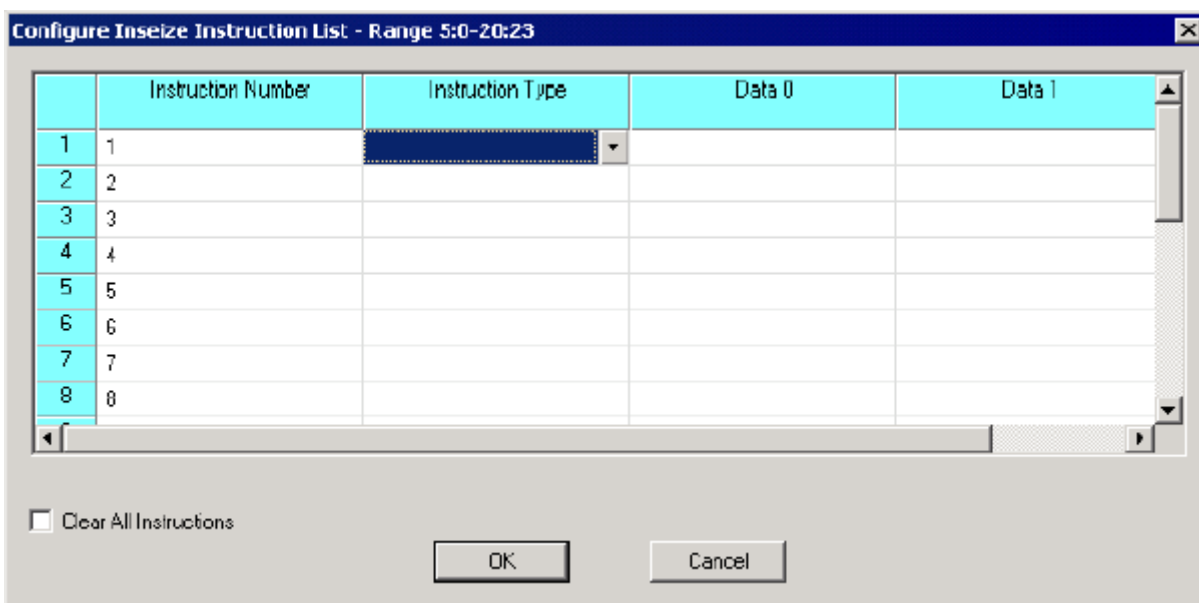 Configure Inseize Instruction List - Range 5:0-20:23
Instruction Number Instruction Type Data 0 Data 1
1 1
2 2
3 3
4 4
5 5
6 6
7 7
8 8
Clear All Instructions
OK Cancel